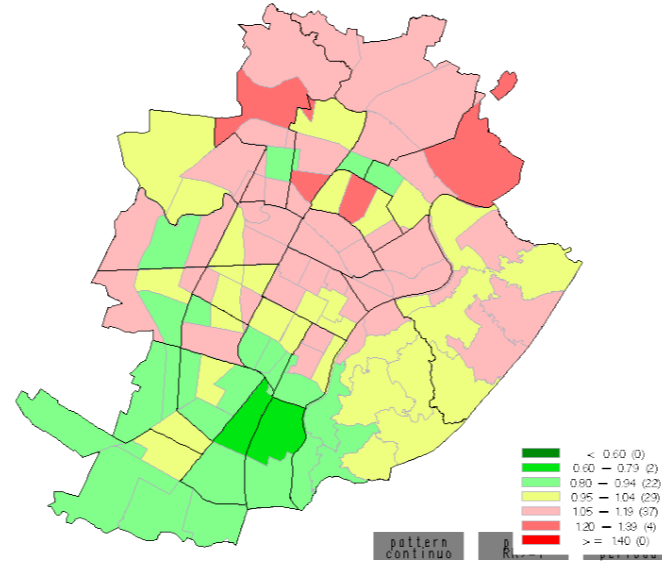 < 0.60 (0)
0.60 – 0.79 (2)
0.80 – 0.94 (22)
0.95 – 1.04 (29)
1.05 – 1.19 (37)
1.20 – 1.39 (4)
>= 1.40 (0)
pattern
continuo